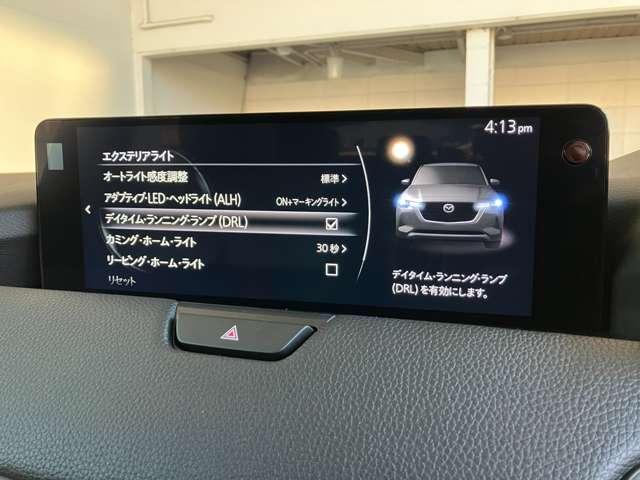 4:13 pm
エクステリアライト
オートライト感度調整 標準
アダプティブ・LED・ヘッドライト(ALH) ON+マーキングライト
デイタイム・ランニング・ランプ(DRL)
カミング・ホーム・ライト 30 秒
リービング・ホーム・ライト
リセット
デイタイム・ランニング・ランプ
(DRL)を有効にします。